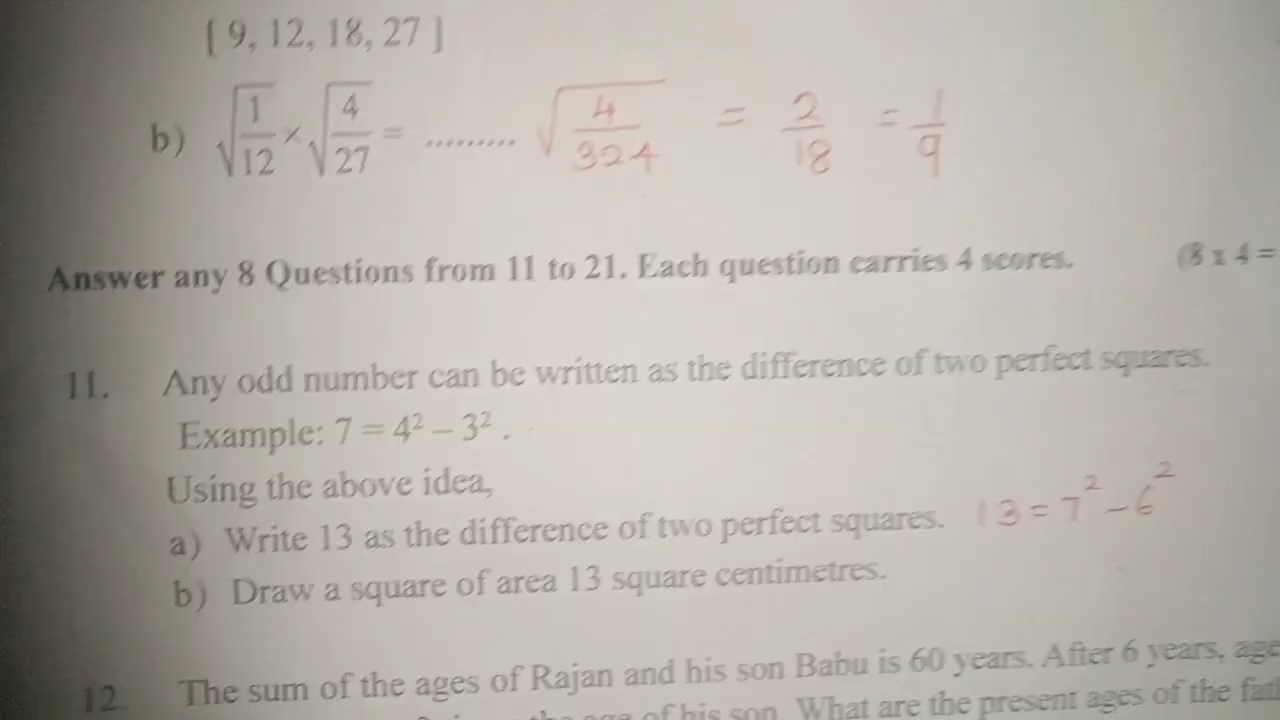 [ 9, 12, 18, 27 ]
b) √(1/12) × √(4/27) = ......... √(4/324) = 2/18 = 1/9
Answer any 8 Questions from 11 to 21. Each question carries 4 scores. (8 x 4 =
11. Any odd number can be written as the difference of two perfect squares.
Example: 7 = 4² – 3² .
Using the above idea,
a) Write 13 as the difference of two perfect squares. 13 = 7² – 6²
b) Draw a square of area 13 square centimetres.
12. The sum of the ages of Rajan and his son Babu is 60 years. After 6 years, age
the age of his son. What are the present ages of the